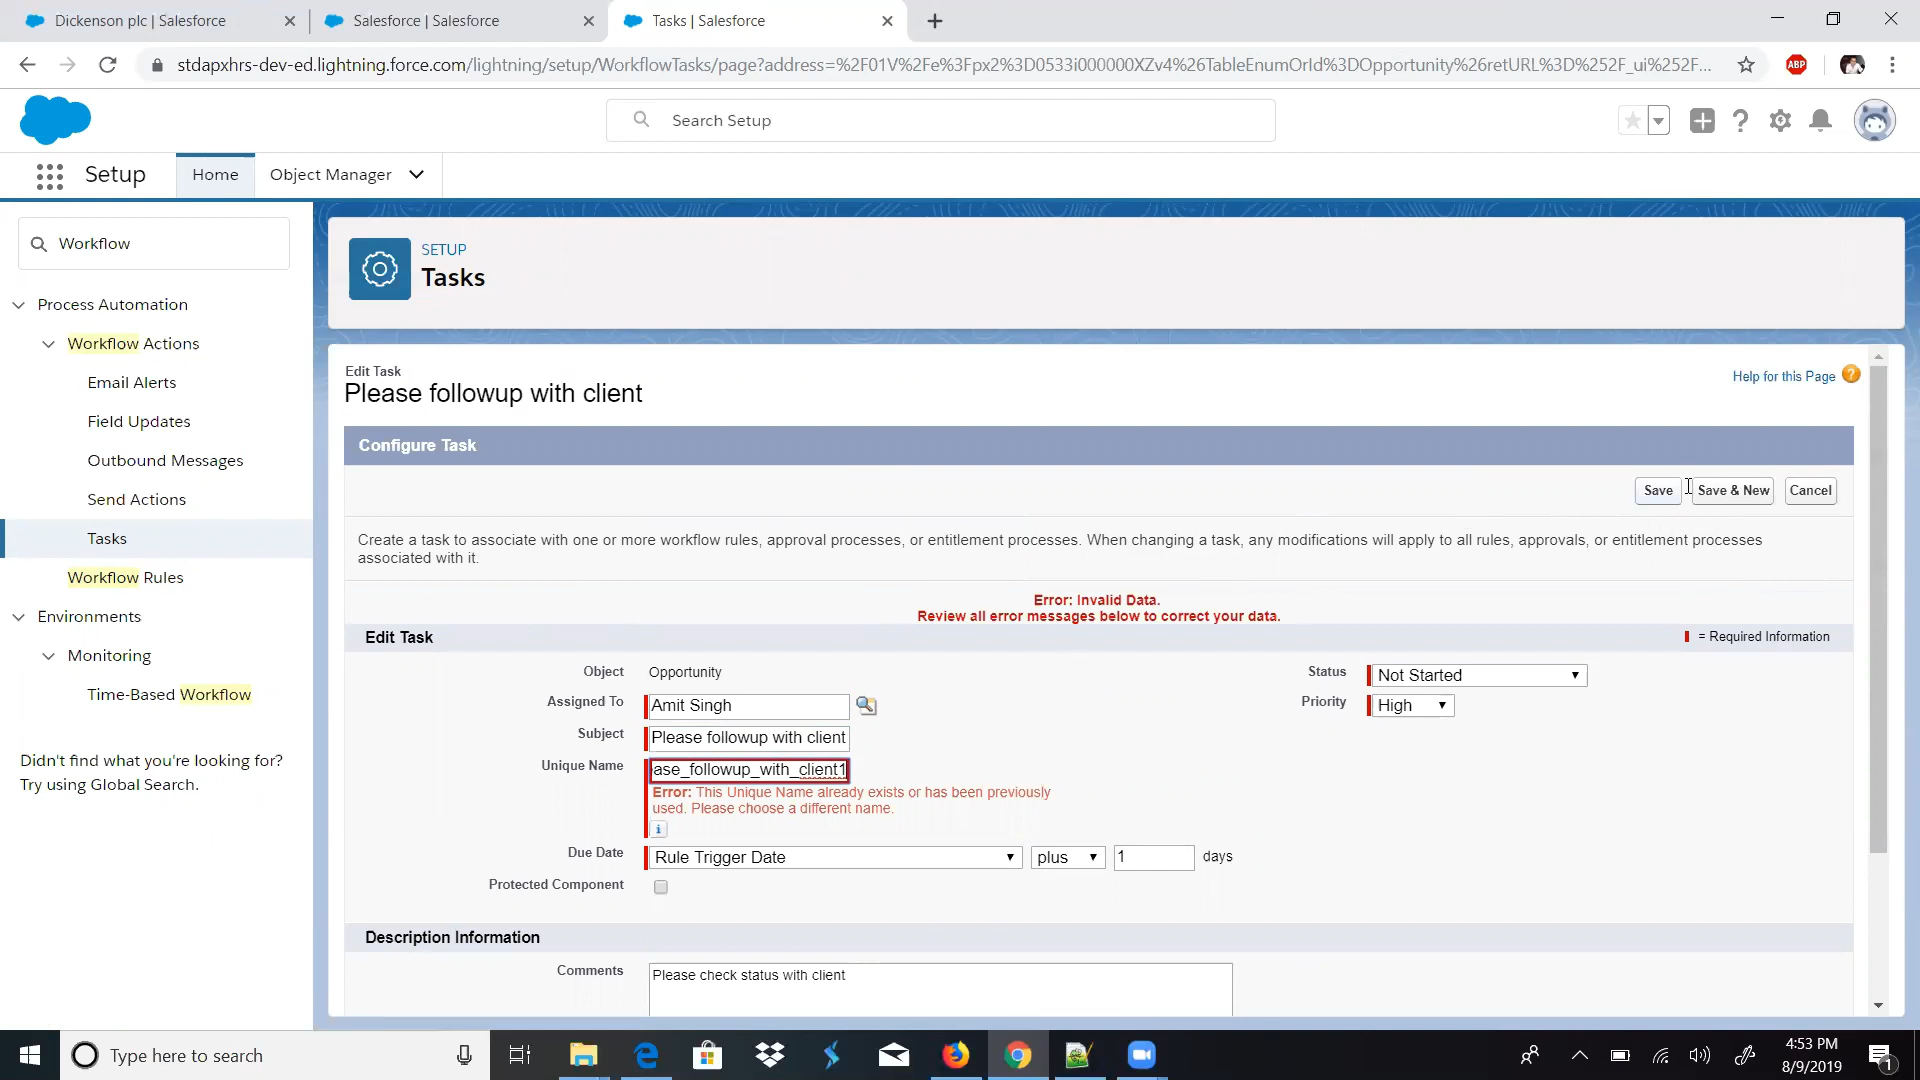 Dickenson plc | Salesforce
Salesforce | Salesforce
Tasks | Salesforce
stdapxhrs-dev-ed.lightning.force.com/lightning/setup/WorkflowTasks/page?address=%2F01V%2Fe%3Fpx2%3D0533i000000XZv4%26TableEnumOrId%3DOpportunity%26retURL%3D%252F_ui%252F...
ABP
Search Setup
Setup
Home
Object Manager
Workflow
Process Automation
Workflow Actions
Email Alerts
Field Updates
Outbound Messages
Send Actions
Tasks
Workflow Rules
Environments
Monitoring
Time-Based Workflow
Didn't find what you're looking for?
Try using Global Search.
SETUP
Tasks
Edit Task
Please followup with client
Help for this Page
Configure Task
Save
Save & New
Cancel
Create a task to associate with one or more workflow rules, approval processes, or entitlement processes. When changing a task, any modifications will apply to all rules, approvals, or entitlement processes
associated with it.
Error: Invalid Data.
Review all error messages below to correct your data.
Edit Task
= Required Information
Object Opportunity
Status Not Started
Assigned To Amit Singh
Priority High
Subject Please followup with client
Unique Name ase_followup_with_client1
Error: This Unique Name already exists or has been previously
used. Please choose a different name.
Due Date Rule Trigger Date plus 1 days
Protected Component
Description Information
Comments Please check status with client
Type here to search
4:53 PM
8/9/2019
1